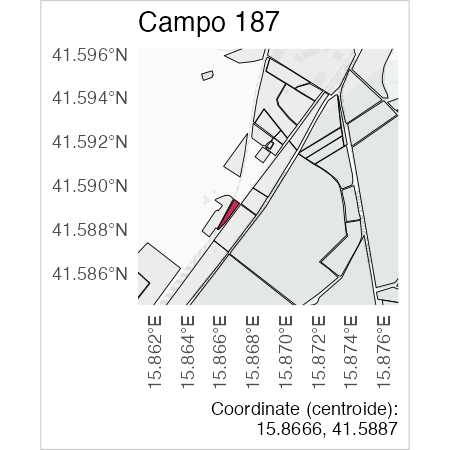 Campo 187
41.596°N
41.594°N
41.592°N
41.590°N
41.588°N
41.586°N
15.862°E
15.864°E
15.866°E
15.868°E
15.870°E
15.872°E
15.874°E
15.876°E
Coordinate (centroide):
15.8666, 41.5887